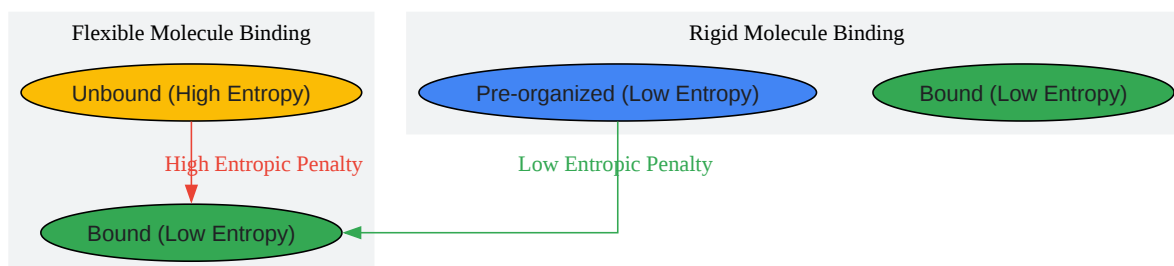 Flexible Molecule Binding
Rigid Molecule Binding
Unbound (High Entropy)
Pre-organized (Low Entropy)
Bound (Low Entropy)
High Entropic Penalty
Low Entropic Penalty
Bound (Low Entropy)